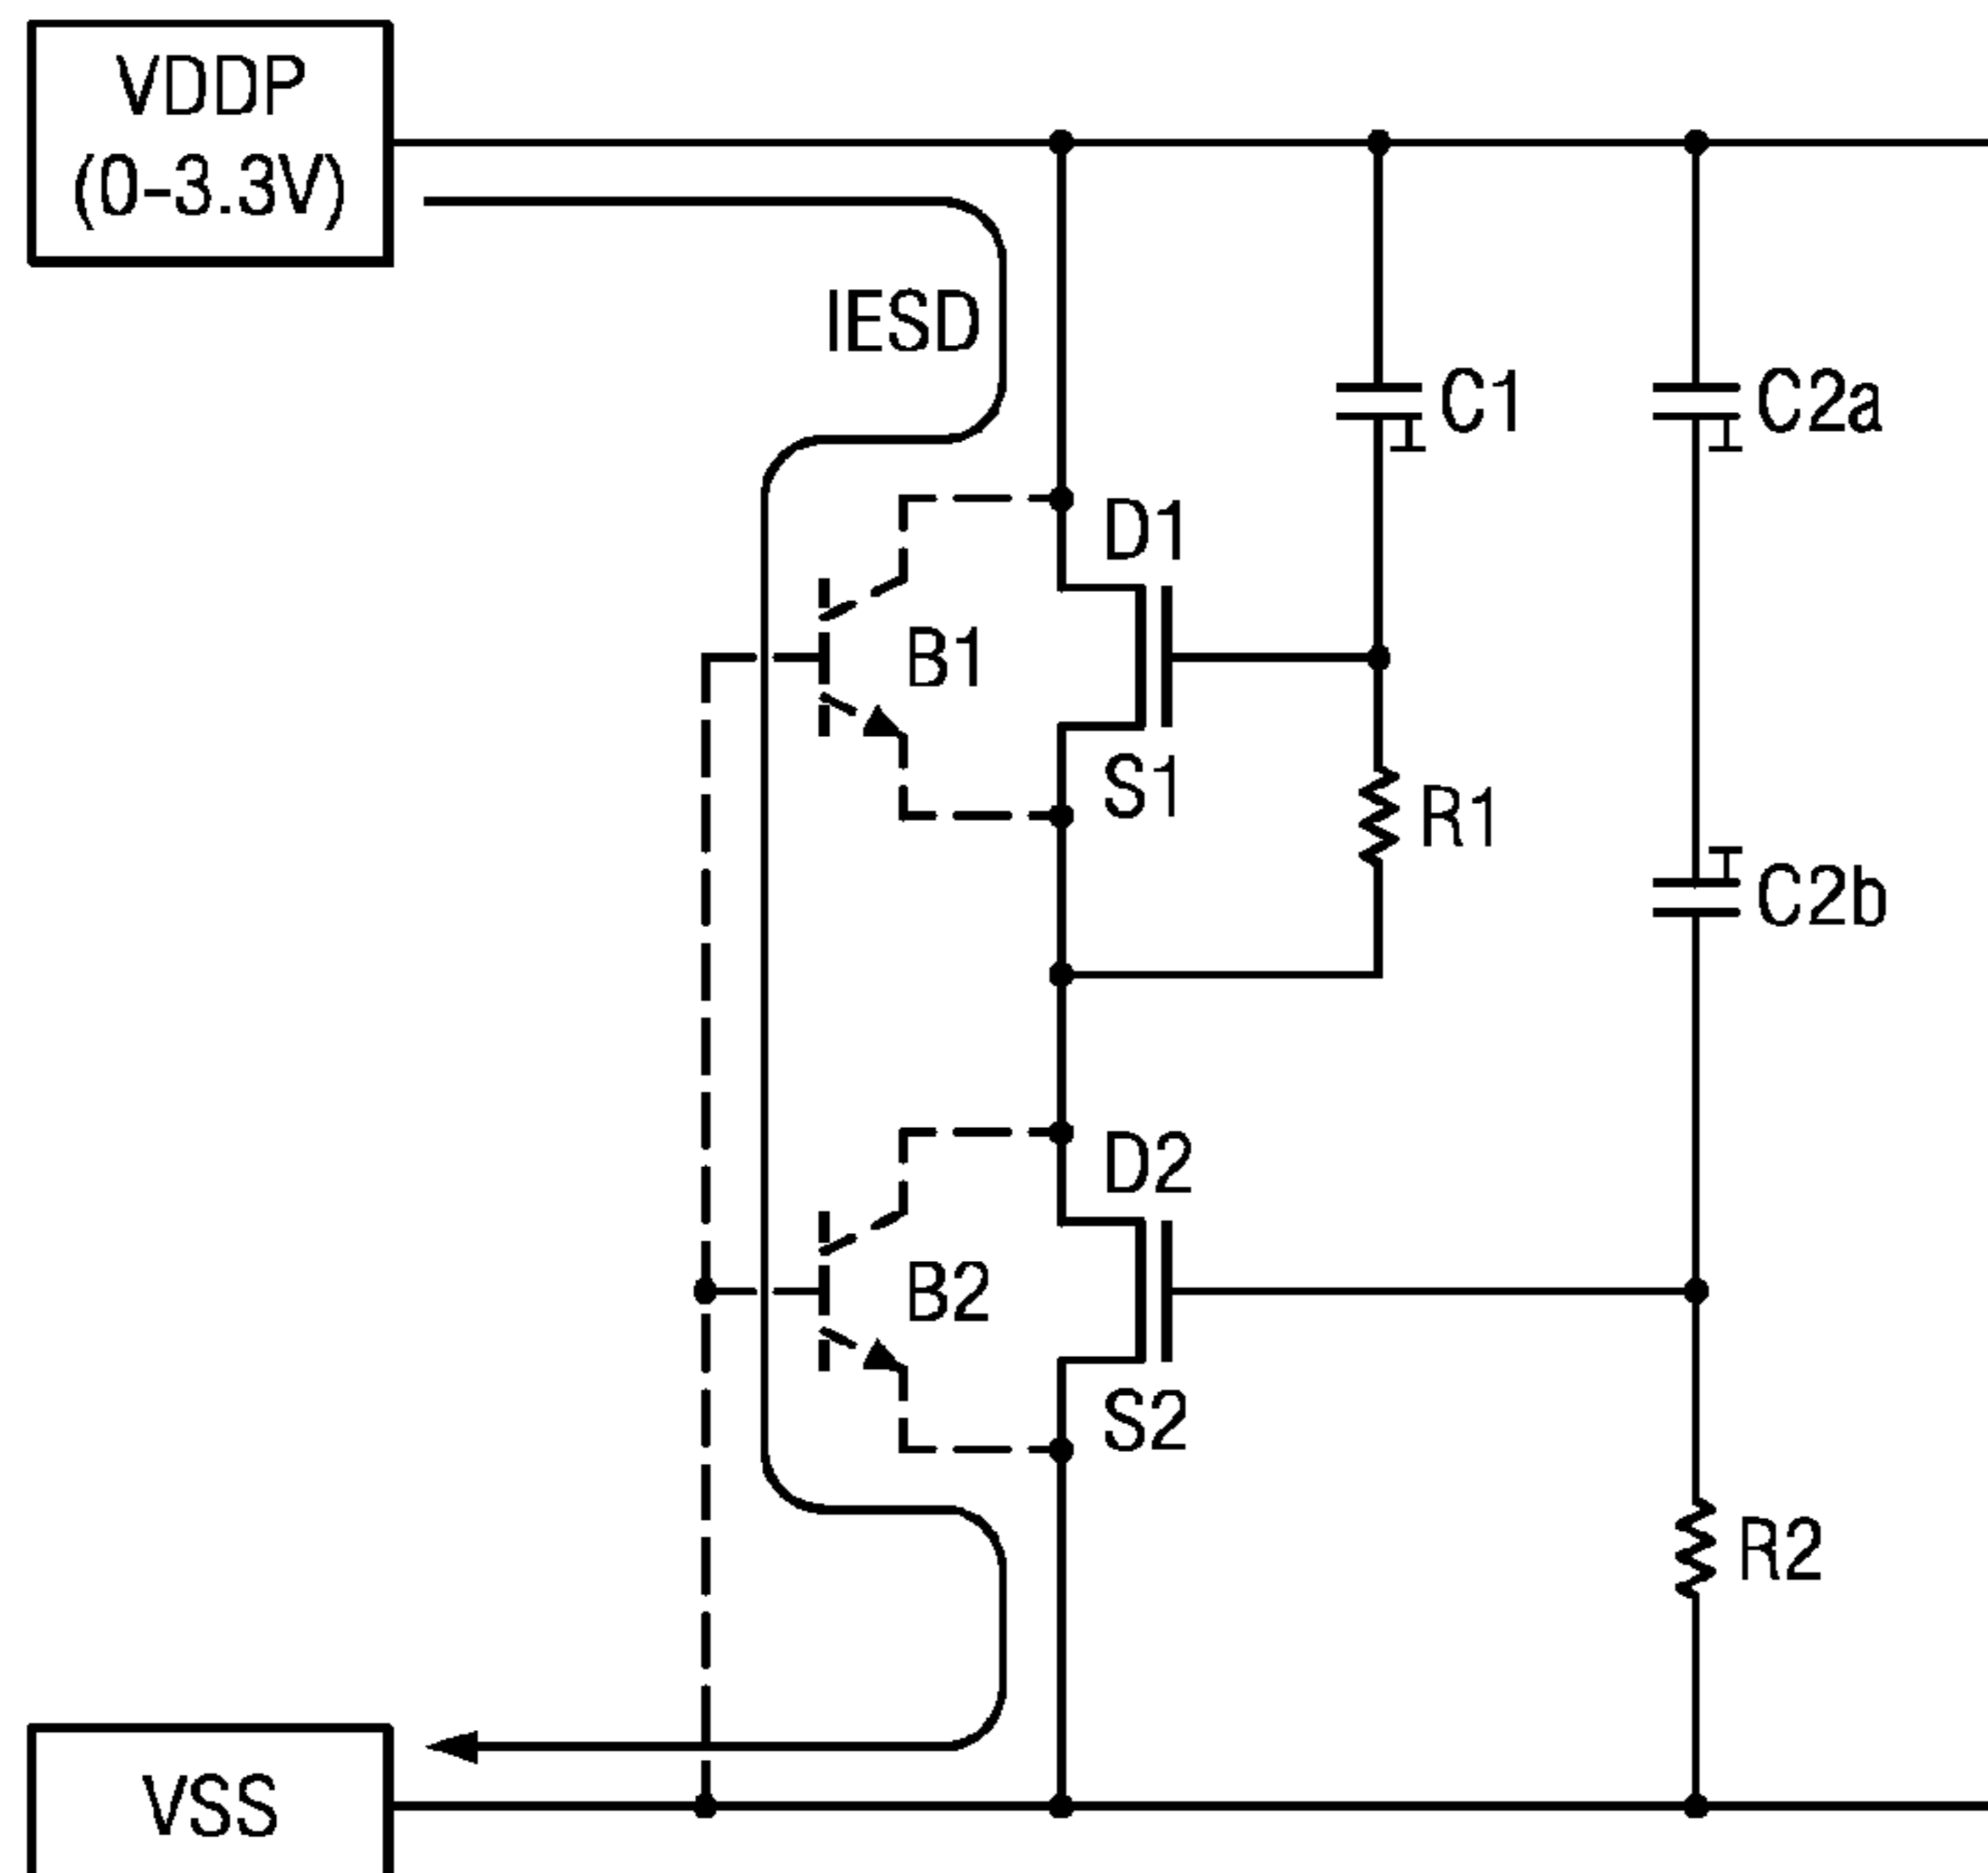 VDDP
(0-3.3V)
IESD
C1
C2a
D1
B1
S1
R1
C2b
D2
B2
S2
R2
VSS